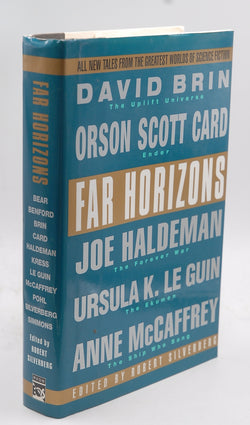 ALL NEW TALES FROM THE GREATEST WORLDS OF SCIENCE FICTION
DAVID BRIN
The Uplift Universe
ORSON SCOTT CARD
Ender
FAR HORIZONS
JOE HALDEMAN
The Forever War
URSULA K. LE GUIN
The Ekumen
ANNE McCAFFREY
The Ship Who Sang
EDITED BY ROBERT SILVERBERG
FAR HORIZONS
BEAR
BENFORD
BRIN
CARD
HALDEMAN
KRESS
LE GUIN
McCAFFREY
POHL
SILVERBERG
SIMMONS
Edited by
ROBERT
SILVERBERG